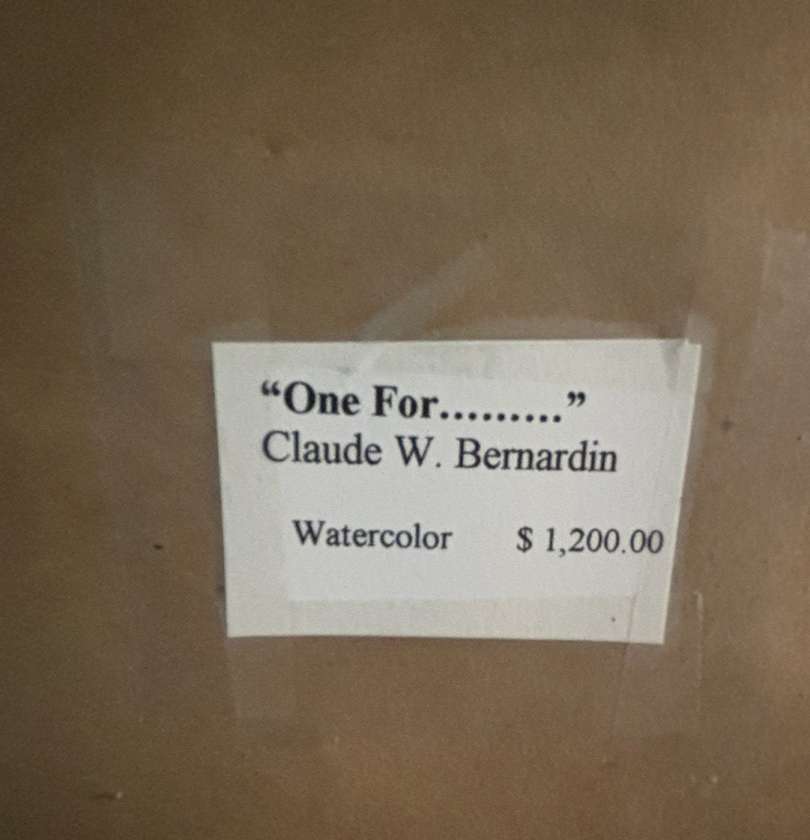 “One For.........”
Claude W. Bernardin
Watercolor $ 1,200.00